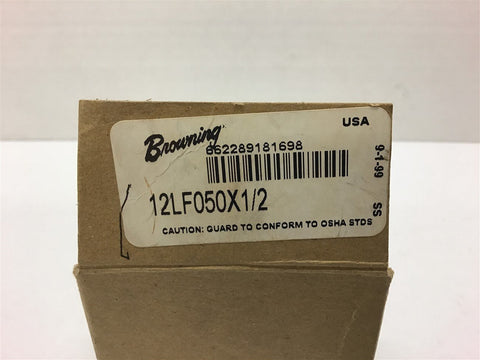 USA
Browning
662289181698
12LF050X1/2
CAUTION: GUARD TO CONFORM TO OSHA STDS
9-1-99 SS